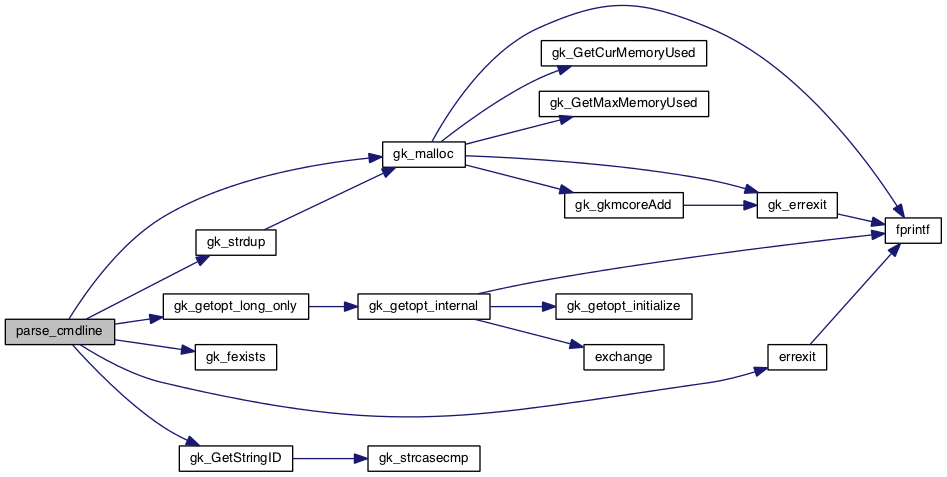 gk_GetCurMemoryUsed
gk_GetMaxMemoryUsed
gk_malloc
gk_gkmcoreAdd
gk_errexit
fprintf
gk_strdup
gk_getopt_long_only
gk_getopt_internal
gk_getopt_initialize
parse_cmdline
gk_fexists
exchange
errexit
gk_GetStringID
gk_strcasecmp